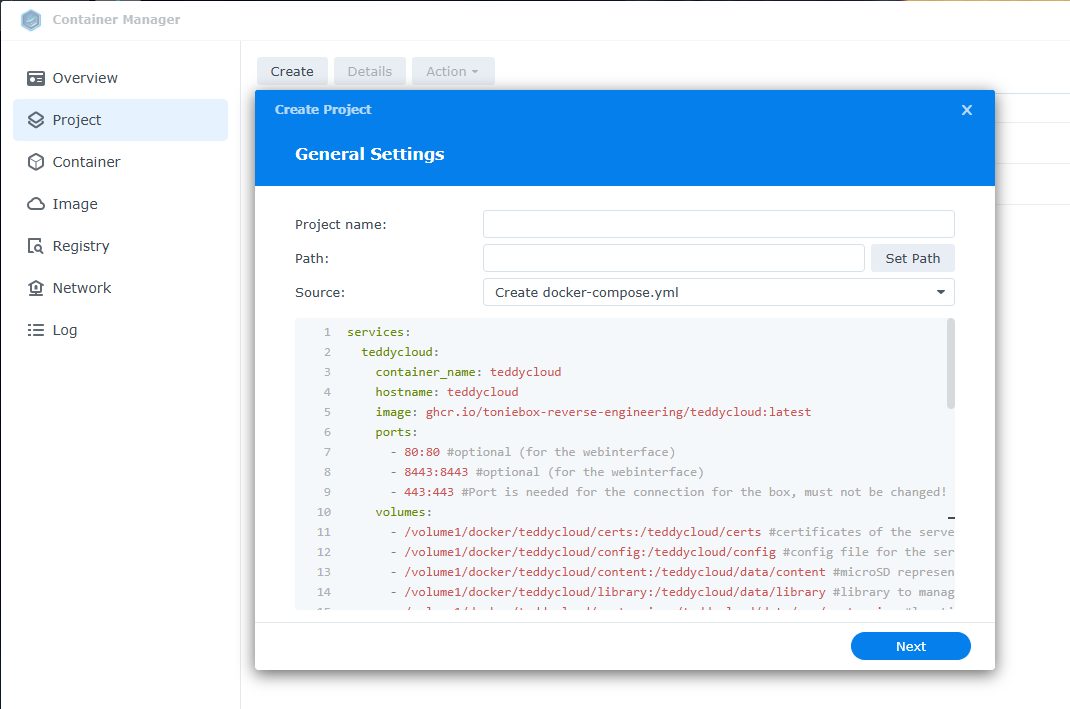 Container Manager
Overview
Project
Container
Image
Registry
Network
Log
Create Details Action
Create Project
General Settings
Project name:
Path: Set Path
Source: Create docker-compose.yml
1 services:
2 teddycloud:
3 container_name: teddycloud
4 hostname: teddycloud
5 image: ghcr.io/toniebox-reverse-engineering/teddycloud:latest
6 ports:
7 - 80:80 #optional (for the webinterface)
8 - 8443:8443 #optional (for the webinterface)
9 - 443:443 #Port is needed for the connection for the box, must not be changed!
10 volumes:
11 - /volume1/docker/teddycloud/certs:/teddycloud/certs #certificates of the serve
12 - /volume1/docker/teddycloud/config:/teddycloud/config #config file for the ser
13 - /volume1/docker/teddycloud/content:/teddycloud/data/content #microSD represen
14 - /volume1/docker/teddycloud/library:/teddycloud/data/library #library to manag
Next